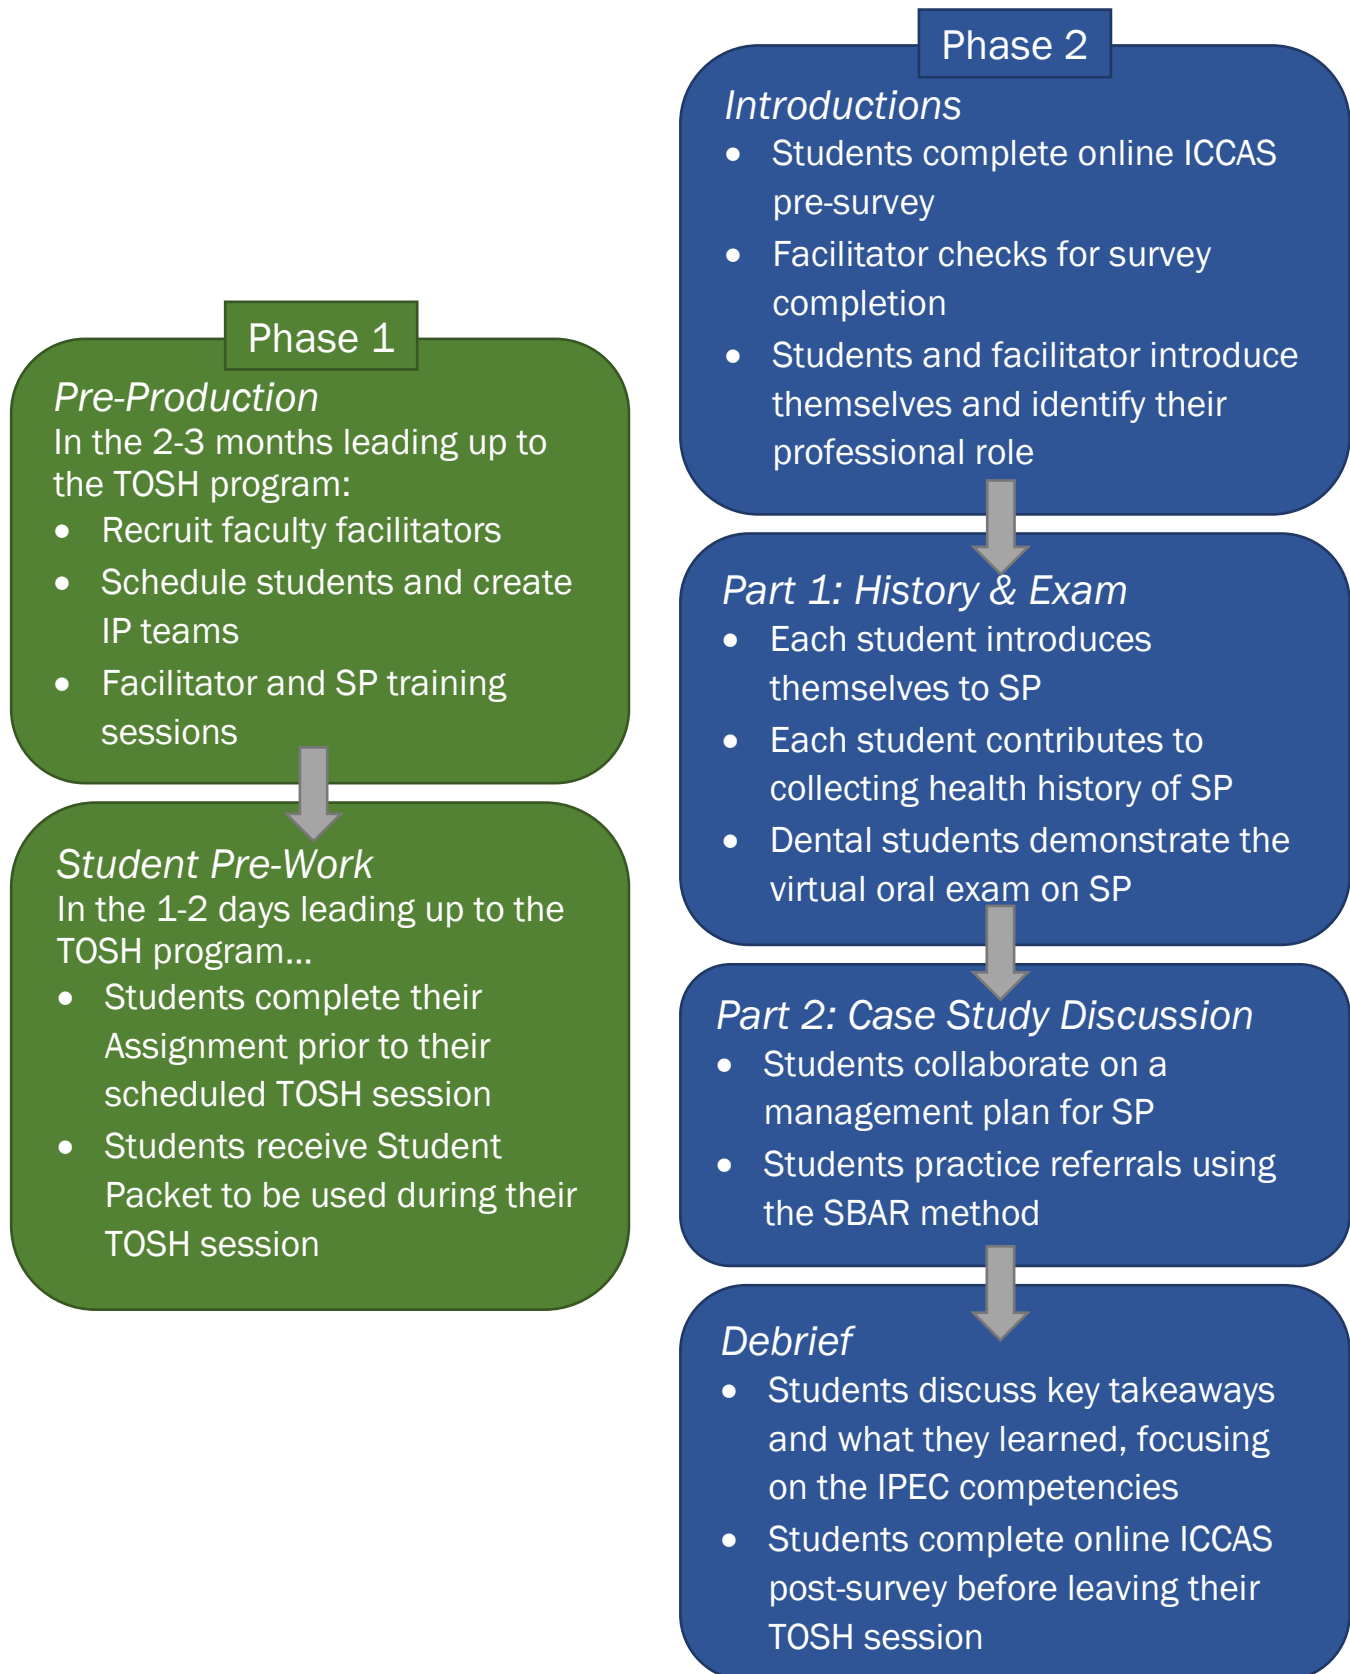 Phase 1
Pre-Production
In the 2-3 months leading up to
the TOSH program:
• Recruit faculty facilitators
• Schedule students and create
IP teams
• Facilitator and SP training
sessions
Student Pre-Work
In the 1-2 days leading up to the
TOSH program...
• Students complete their
Assignment prior to their
scheduled TOSH session
• Students receive Student
Packet to be used during their
TOSH session
Phase 2
Introductions
• Students complete online ICCAS
pre-survey
• Facilitator checks for survey
completion
• Students and facilitator introduce
themselves and identify their
professional role
Part 1: History & Exam
• Each student introduces
themselves to SP
• Each student contributes to
collecting health history of SP
• Dental students demonstrate the
virtual oral exam on SP
Part 2: Case Study Discussion
• Students collaborate on a
management plan for SP
• Students practice referrals using
the SBAR method
Debrief
• Students discuss key takeaways
and what they learned, focusing
on the IPEC competencies
• Students complete online ICCAS
post-survey before leaving their
TOSH session